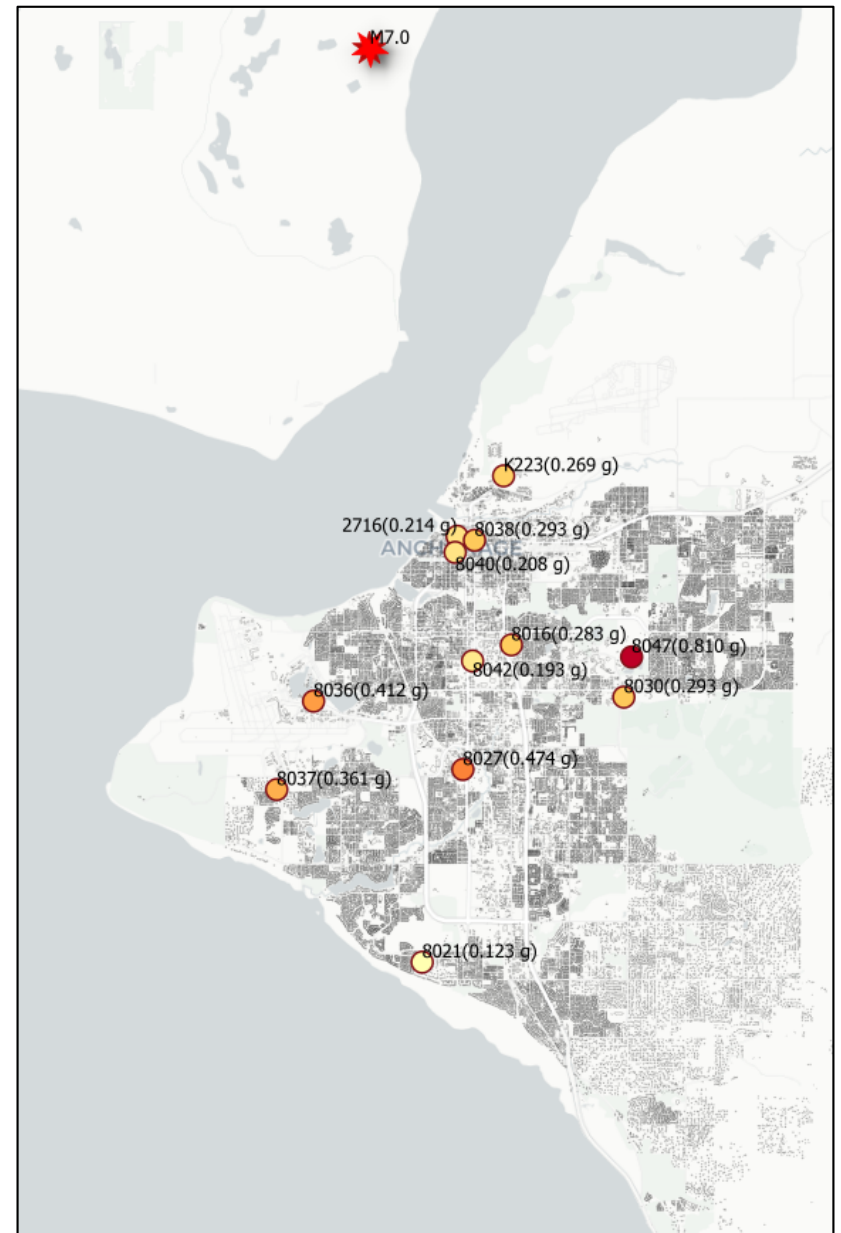 M7.0
K223(0.269 g)
2716(0.214 g)
8038(0.293 g)
ANCHORAGE
8040(0.208 g)
8016(0.283 g)
8047(0.810 g)
8042(0.193 g)
8030(0.293 g)
8036(0.412 g)
8027(0.474 g)
8037(0.361 g)
8021(0.123 g)